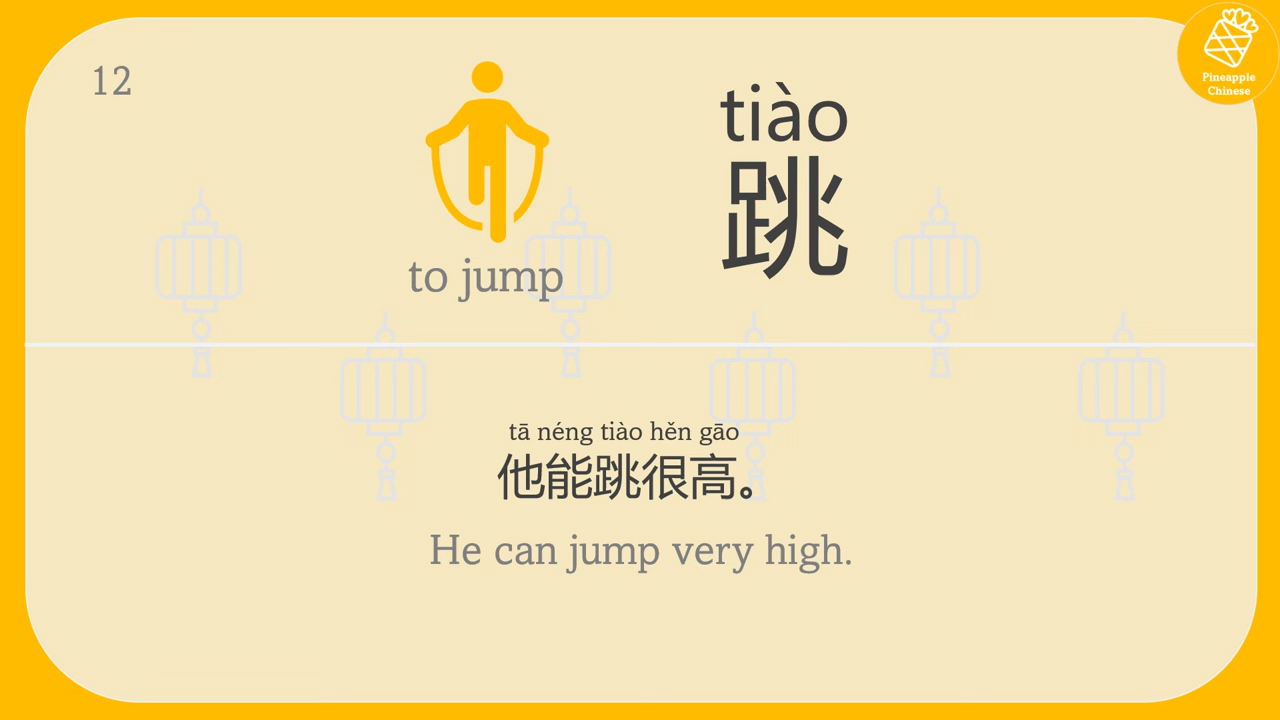 12
Pineapple
Chinese
tiào
跳
to jump
tā néng tiào hěn gāo
他能跳很高。
He can jump very high.